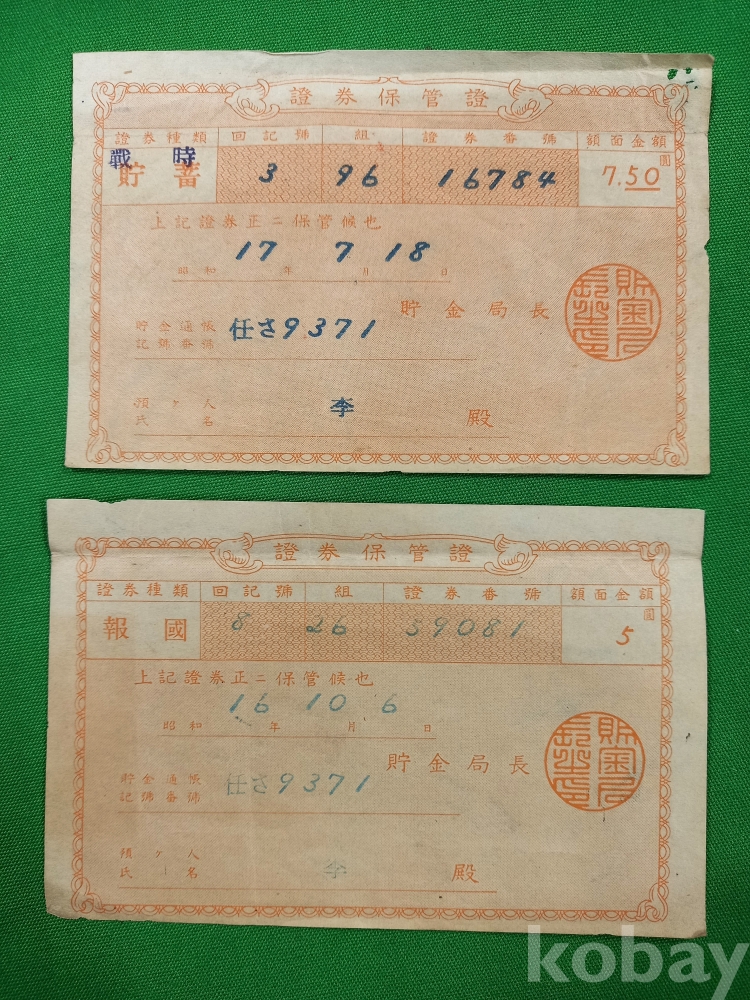 證券保管證
證券種類 回記號 組 證券番號 額面金額
戰時
貯蓄 3 96 16784 7.50 圓
上記證券正ニ保管候也
昭和 17 年 7 月 18 日
貯金局長
貯金通帳
記號番號 任さ9371
預ケ人
氏名 李 殿
證券保管證
證券種類 回記號 組 證券番號 額面金額
報國 8 26 39081 5 圓
上記證券正ニ保管候也
昭和 16 年 10 月 6 日
貯金局長
貯金通帳
記號番號 任さ9371
預ケ人
氏名 李 殿
kobay